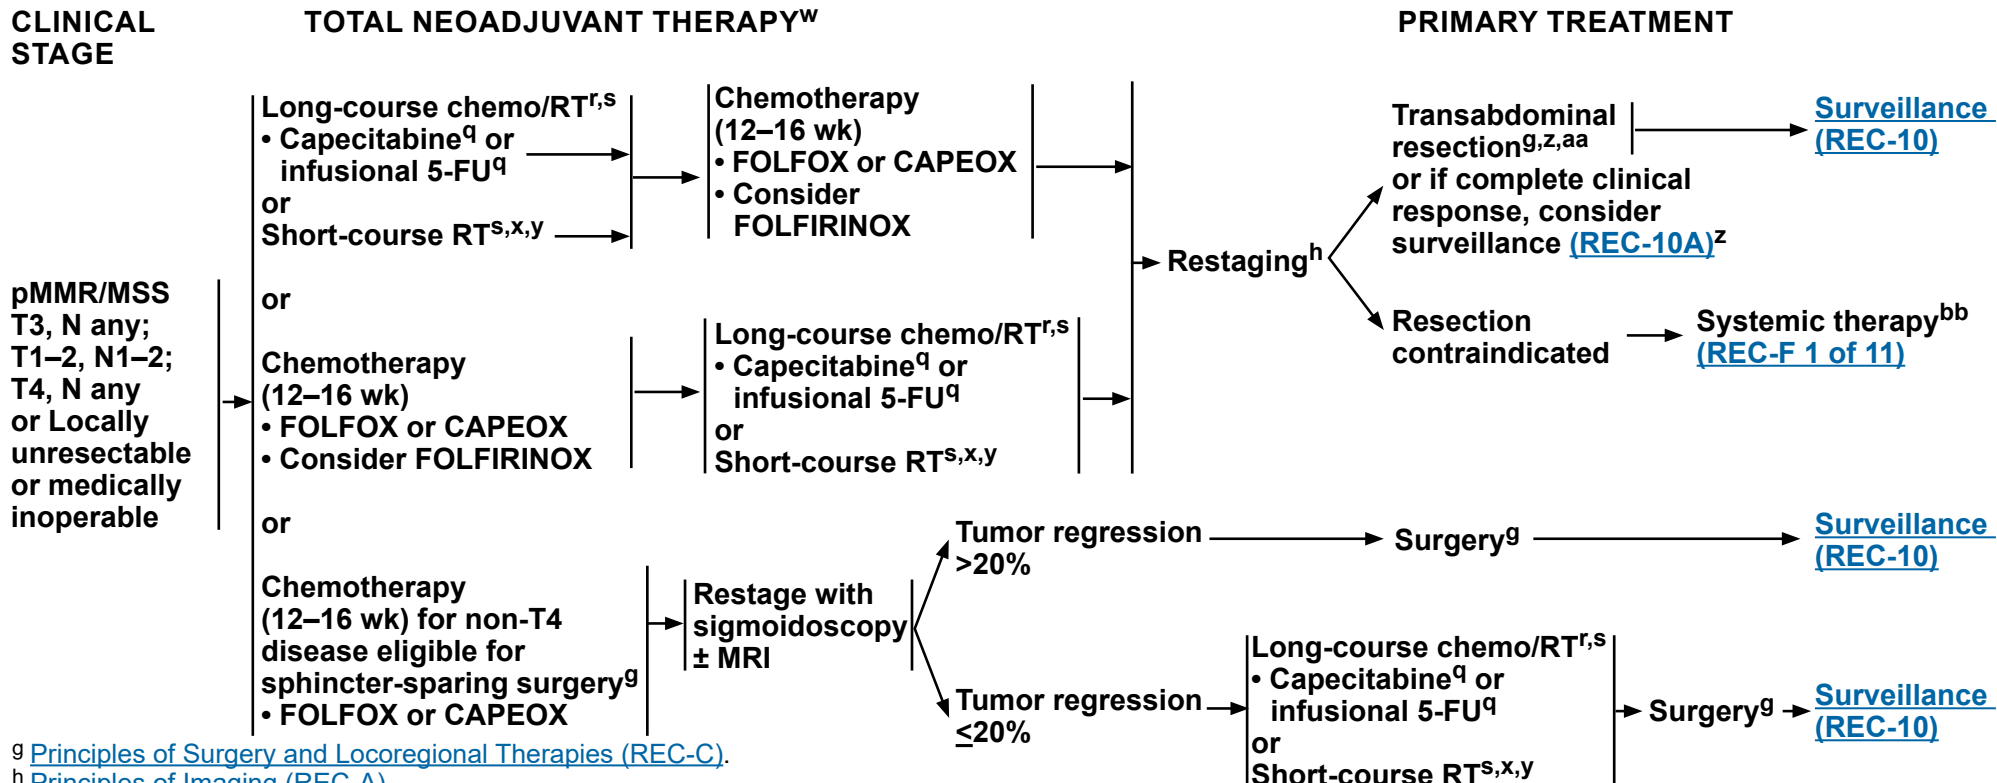 CLINICAL
STAGE
TOTAL NEOADJUVANT THERAPYw
PRIMARY TREATMENT
pMMR/MSS
T3, N any;
T1–2, N1–2;
T4, N any
or Locally
unresectable
or medically
inoperable
Long-course chemo/RTr,s
• Capecitabineq or
infusional 5-FUq
or
Short-course RTs,x,y
Chemotherapy
(12–16 wk)
• FOLFOX or CAPEOX
• Consider
FOLFIRINOX
or
Chemotherapy
(12–16 wk)
• FOLFOX or CAPEOX
• Consider FOLFIRINOX
Long-course chemo/RTr,s
• Capecitabineq or
infusional 5-FUq
or
Short-course RTs,x,y
Restagingh
Transabdominal
resectiong,z,aa
or if complete clinical
response, consider
surveillance (REC-10A)z
Surveillance
(REC-10)
Resection
contraindicated
Systemic therapybb
(REC-F 1 of 11)
or
Chemotherapy
(12–16 wk) for non-T4
disease eligible for
sphincter-sparing surgeryg
• FOLFOX or CAPEOX
Restage with
sigmoidoscopy
± MRI
Tumor regression
>20%
Surgeryg
Surveillance
(REC-10)
Tumor regression
≤20%
Long-course chemo/RTr,s
• Capecitabineq or
infusional 5-FUq
or
Short-course RTs,x,y
Surgeryg
Surveillance
(REC-10)
g Principles of Surgery and Locoregional Therapies (REC-C).
h Principles of Imaging (REC-A)